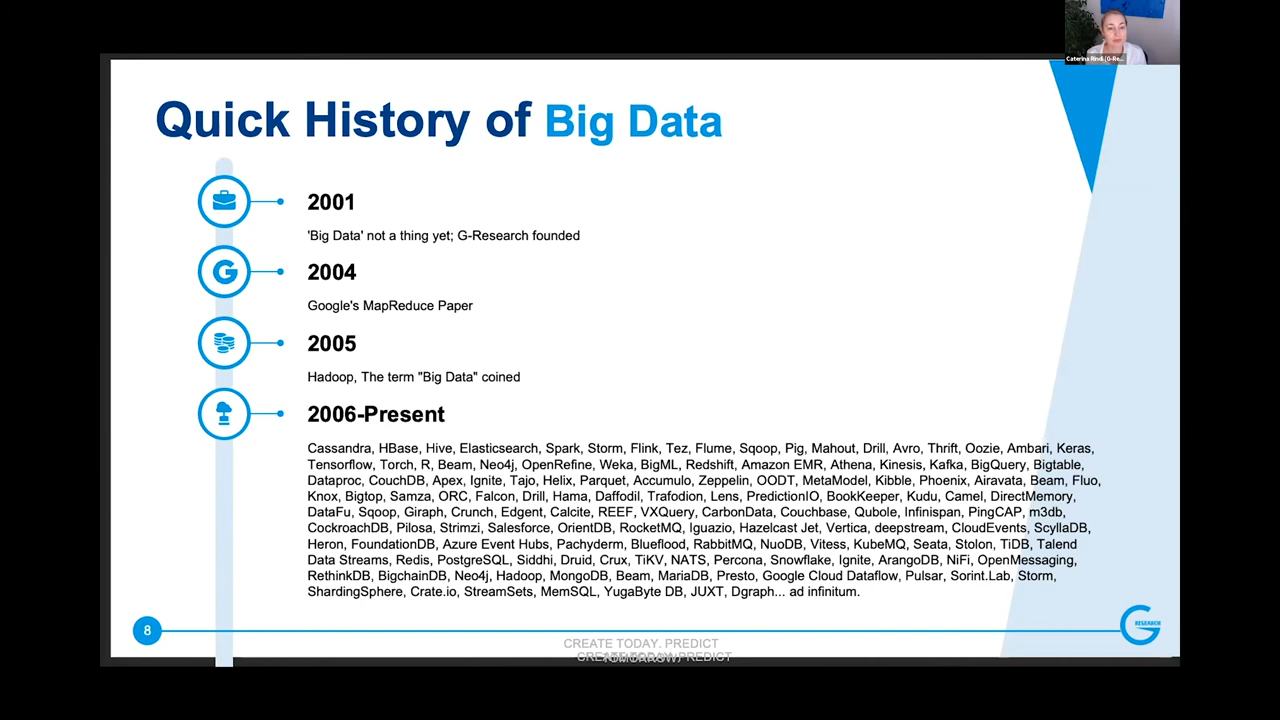 Caterina Rindi (G-Re...
Quick History of Big Data
2001
'Big Data' not a thing yet; G-Research founded
2004
Google's MapReduce Paper
2005
Hadoop, The term "Big Data" coined
2006-Present
Cassandra, HBase, Hive, Elasticsearch, Spark, Storm, Flink, Tez, Flume, Sqoop, Pig, Mahout, Drill, Avro, Thrift, Oozie, Ambari, Keras,
Tensorflow, Torch, R, Beam, Neo4j, OpenRefine, Weka, BigML, Redshift, Amazon EMR, Athena, Kinesis, Kafka, BigQuery, Bigtable,
Dataproc, CouchDB, Apex, Ignite, Tajo, Helix, Parquet, Accumulo, Zeppelin, OODT, MetaModel, Kibble, Phoenix, Airavata, Beam, Fluo,
Knox, Bigtop, Samza, ORC, Falcon, Drill, Hama, Daffodil, Trafodion, Lens, PredictionIO, BookKeeper, Kudu, Camel, DirectMemory,
DataFu, Sqoop, Giraph, Crunch, Edgent, Calcite, REEF, VXQuery, CarbonData, Couchbase, Qubole, Infinispan, PingCAP, m3db,
CockroachDB, Pilosa, Strimzi, Salesforce, OrientDB, RocketMQ, Iguazio, Hazelcast Jet, Vertica, deepstream, CloudEvents, ScyllaDB,
Heron, FoundationDB, Azure Event Hubs, Pachyderm, Blueflood, RabbitMQ, NuoDB, Vitess, KubeMQ, Seata, Stolon, TiDB, Talend
Data Streams, Redis, PostgreSQL, Siddhi, Druid, Crux, TiKV, NATS, Percona, Snowflake, Ignite, ArangoDB, NiFi, OpenMessaging,
RethinkDB, BigchainDB, Neo4j, Hadoop, MongoDB, Beam, MariaDB, Presto, Google Cloud Dataflow, Pulsar, Sorint.Lab, Storm,
ShardingSphere, Crate.io, StreamSets, MemSQL, YugaByte DB, JUXT, Dgraph... ad infinitum.
8
G RESEARCH
CREATE TODAY. PREDICT
CREATE TODAY. PREDICT
TOMORROW.